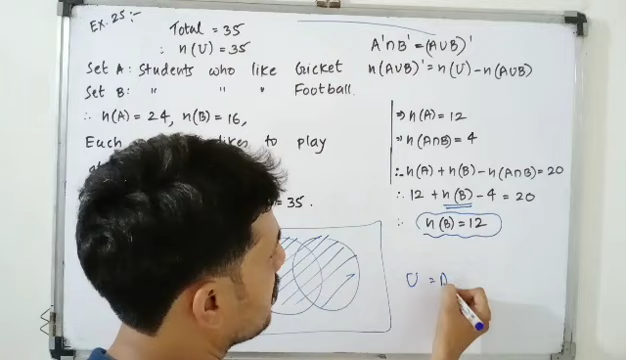 Ex. 25:-
Total = 35
∴ n(U) = 35
Set A: Students who like Cricket
Set B: " " " Football.
∴ n(A) = 24, n(B) = 16,
Each likes to play
= 35.
A'∩B' = (A∪B)'
n(A∪B)' = n(U) - n(A∪B)
⇒ n(A) = 12
⇒ n(A∩B) = 4
∴ n(A) + n(B) - n(A∩B) = 20
∴ 12 + n(B) - 4 = 20
∴ n(B) = 12
U =